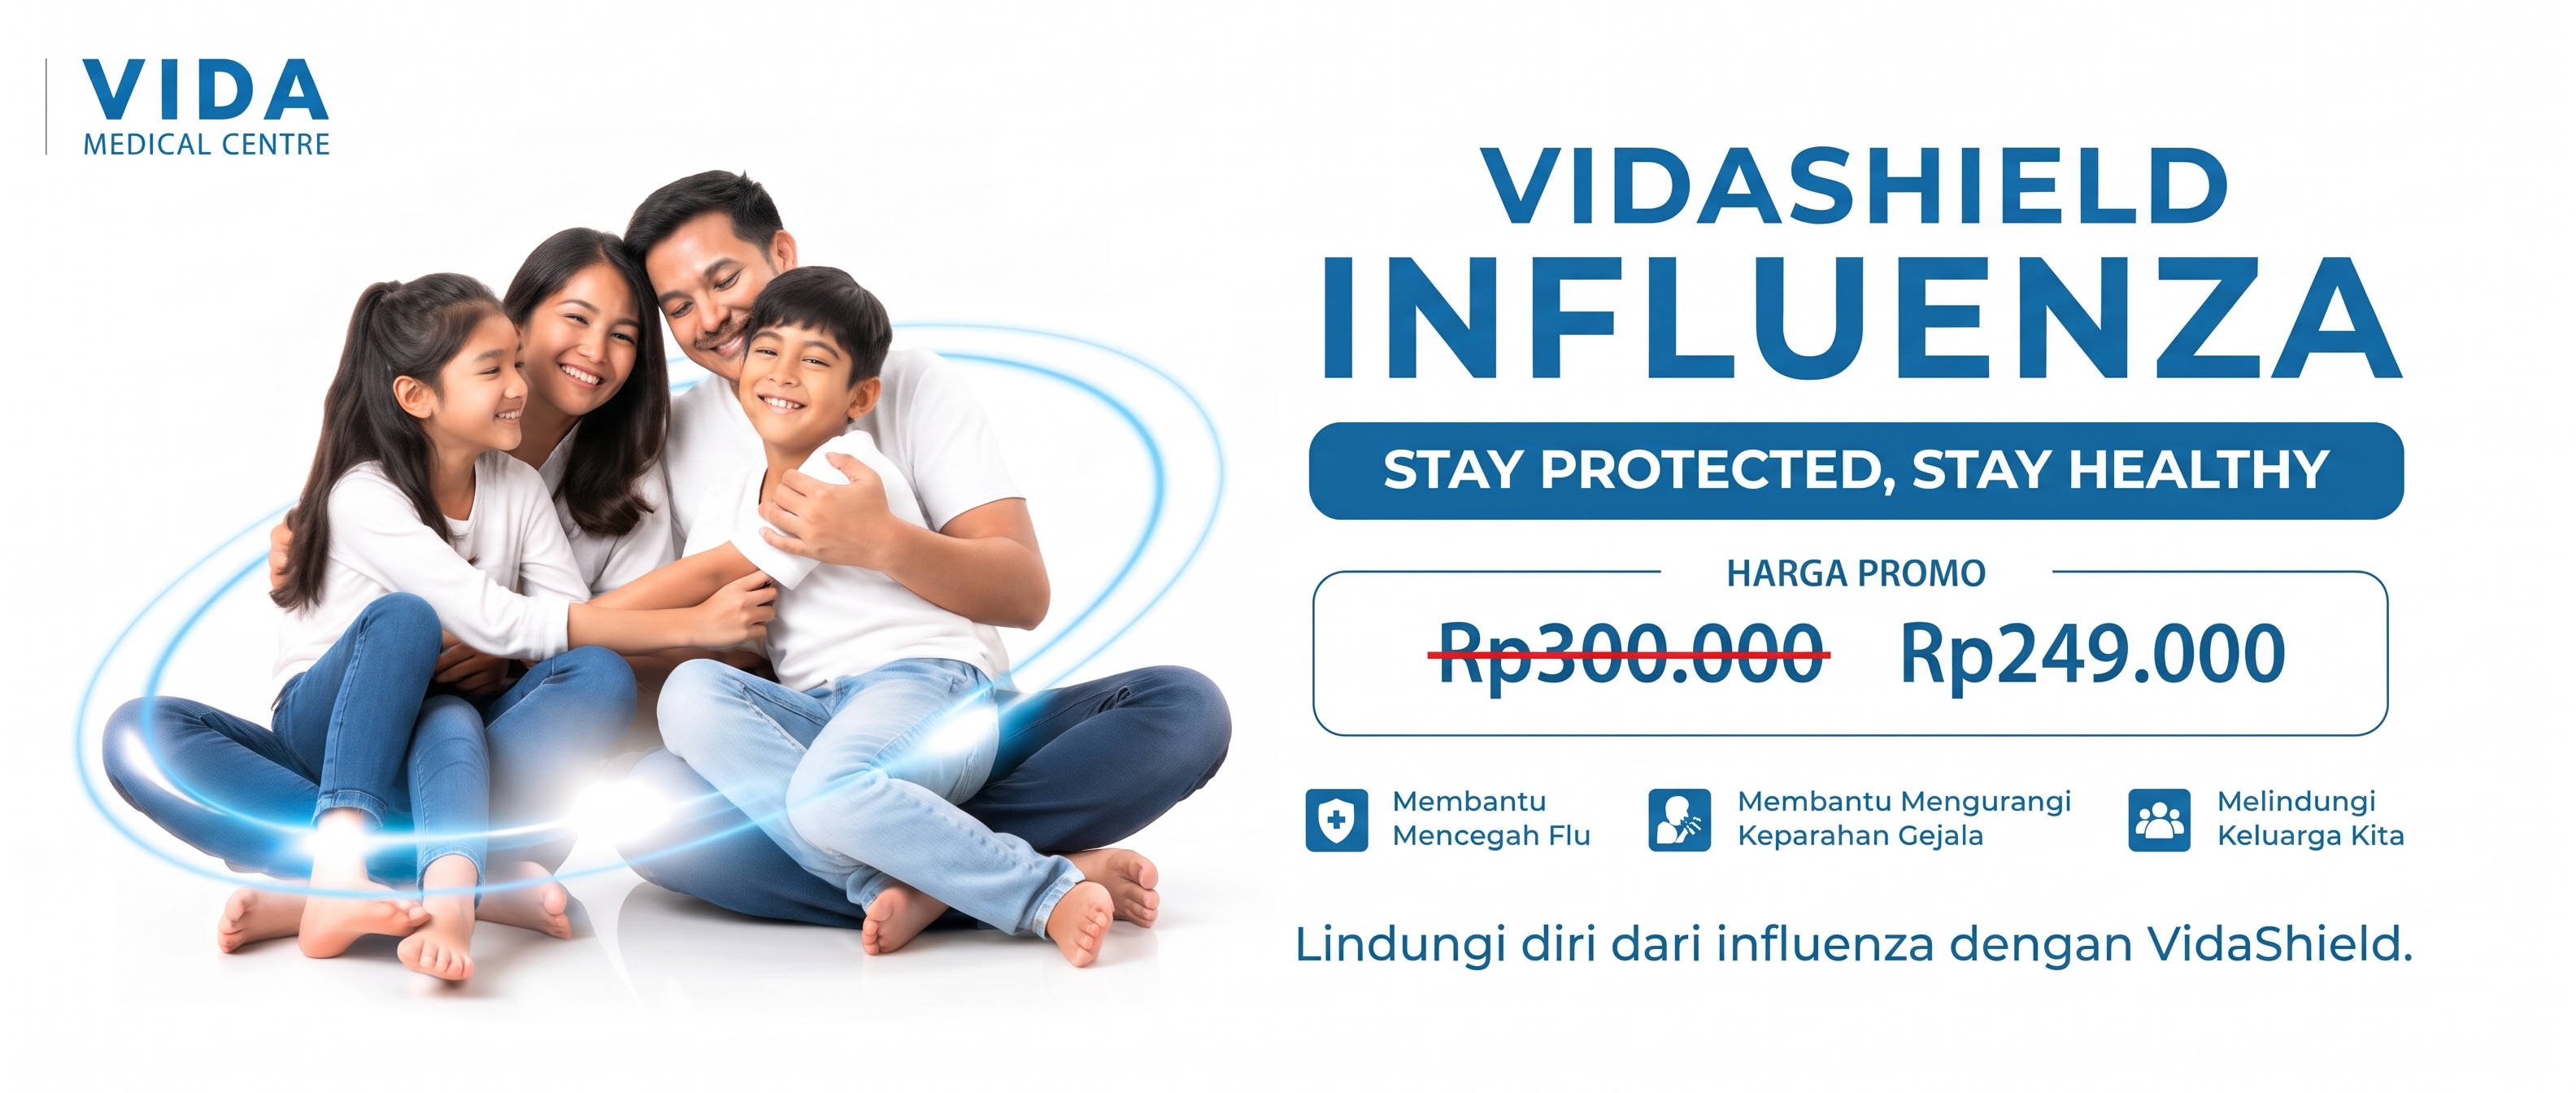 VIDA
MEDICAL CENTRE
VIDASHIELD
INFLUENZA
STAY PROTECTED, STAY HEALTHY
HARGA PROMO
Rp300.000 Rp249.000
Membantu
Mencegah Flu
Membantu Mengurangi
Keparahan Gejala
Melindungi
Keluarga Kita
Lindungi diri dari influenza dengan VidaShield.